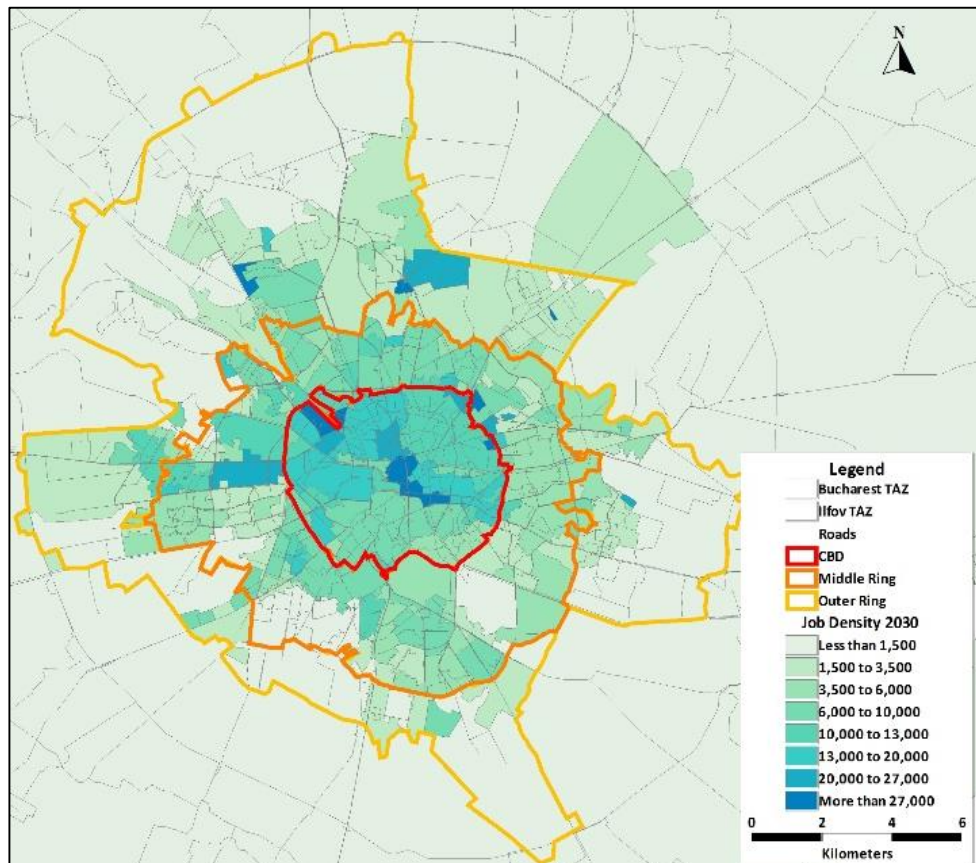 N
Legend
Bucharest TAZ
Ilfov TAZ
Roads
CBD
Middle Ring
Outer Ring
Job Density 2030
Less than 1,500
1,500 to 3,500
3,500 to 6,000
6,000 to 10,000
10,000 to 13,000
13,000 to 20,000
20,000 to 27,000
More than 27,000
0 2 4 6
Kilometers